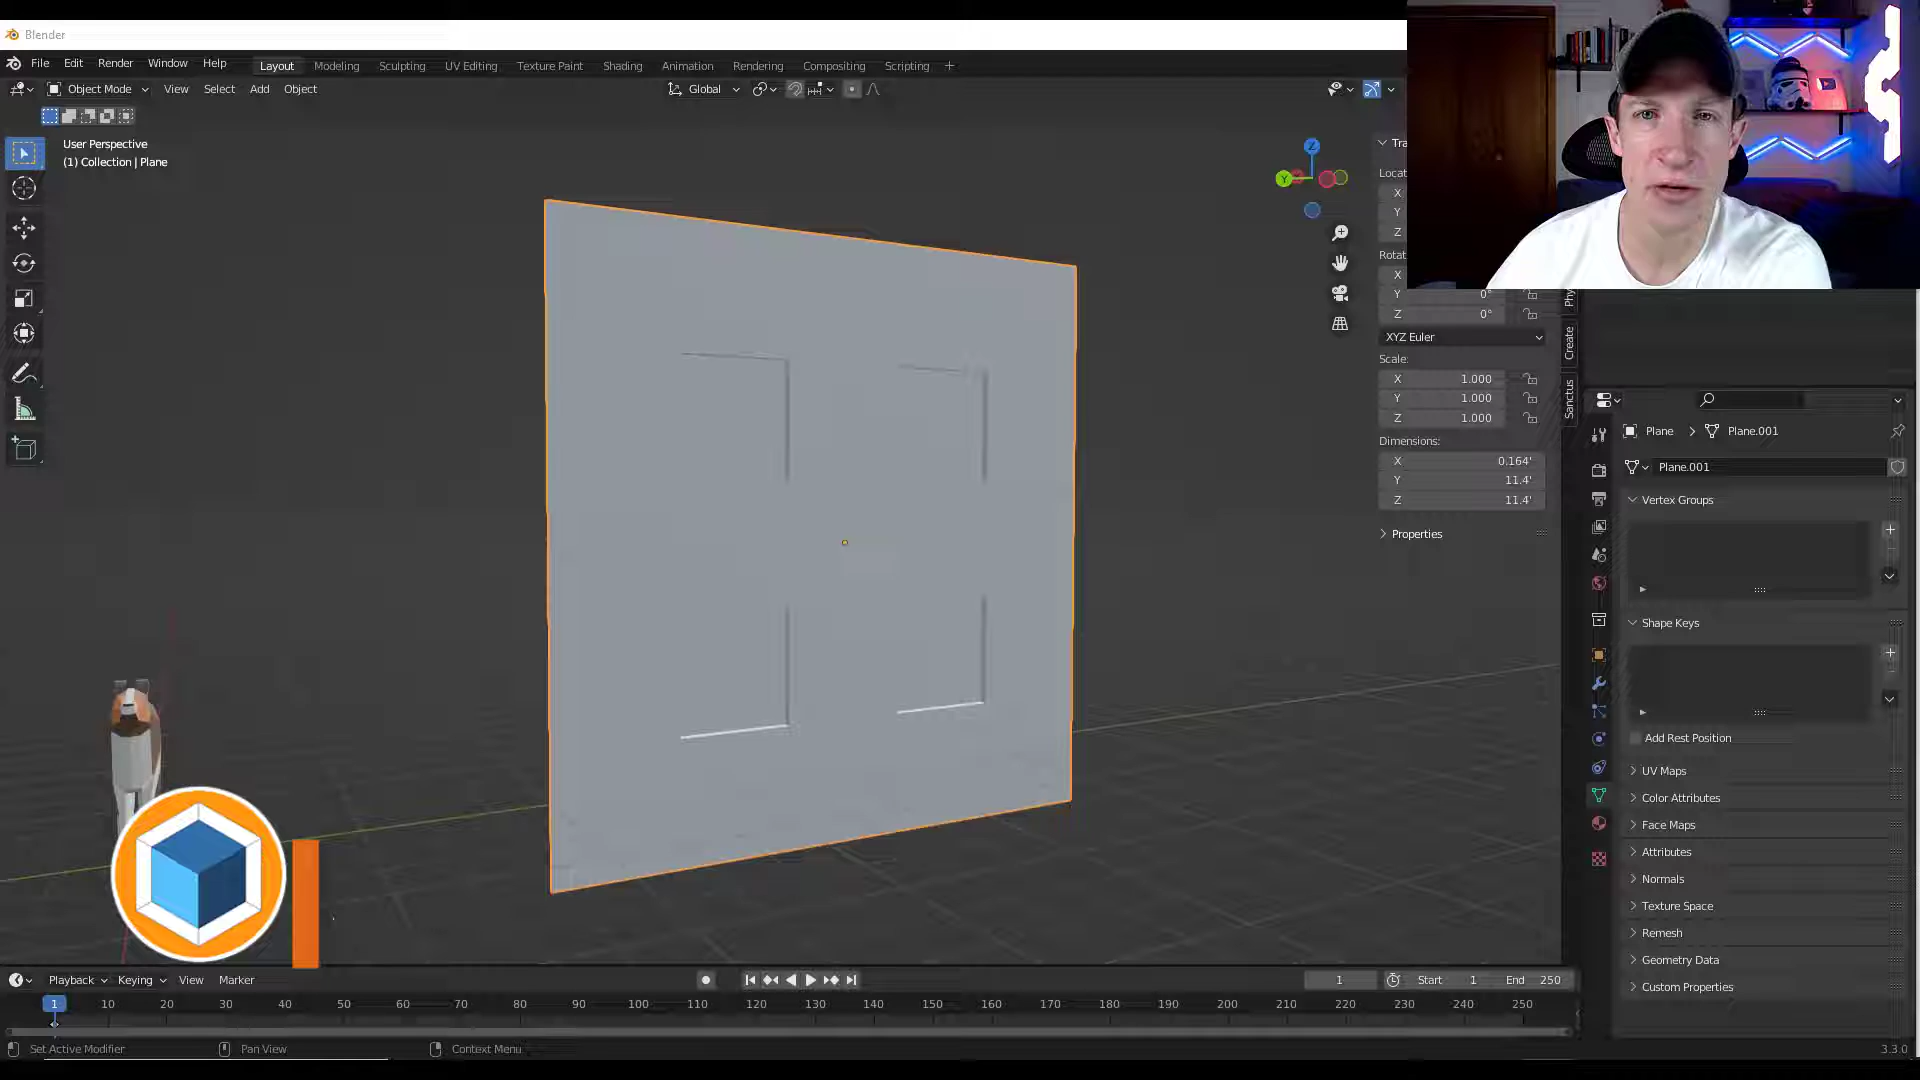 Blender
File Edit Render Window Help Layout Modeling Sculpting UV Editing Texture Paint Shading Animation Rendering Compositing Scripting +
Object Mode View Select Add Object Global
User Perspective
(1) Collection | Plane
Z
Y
Tra
Locat
X
Y
Z
Rotat
X
Y 0°
Z 0°
XYZ Euler
Scale:
X 1.000
Y 1.000
Z 1.000
Dimensions:
X 0.164'
Y 11.4'
Z 11.4'
Properties
Phy
Create
Sanctus
Plane > Plane.001
Plane.001
Vertex Groups
Shape Keys
Add Rest Position
UV Maps
Color Attributes
Face Maps
Attributes
Normals
Texture Space
Remesh
Geometry Data
Custom Properties
Playback Keying View Marker 1 Start 1 End 250
1 10 20 30 40 50 60 70 80 90 100 110 120 130 140 150 160 170 180 190 200 210 220 230 240 250
Set Active Modifier Pan View Context Menu 3.3.0